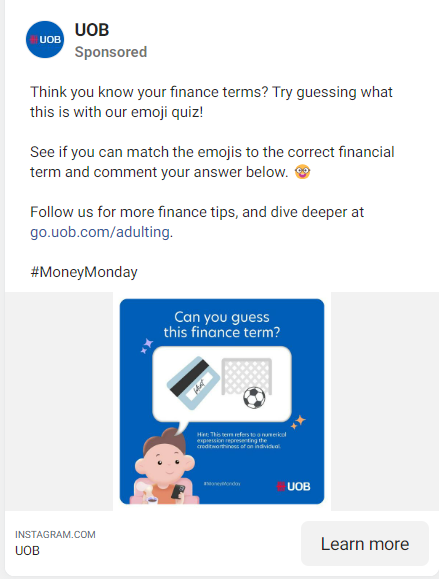 UOB
UOB
Sponsored
Think you know your finance terms? Try guessing what
this is with our emoji quiz!
See if you can match the emojis to the correct financial
term and comment your answer below. 🤓
Follow us for more finance tips, and dive deeper at
go.uob.com/adulting.
#MoneyMonday
Can you guess
this finance term?
Hint: This term refers to a numerical
expression representing the
creditworthiness of an individual.
#MoneyMonday
UOB
INSTAGRAM.COM
UOB
Learn more